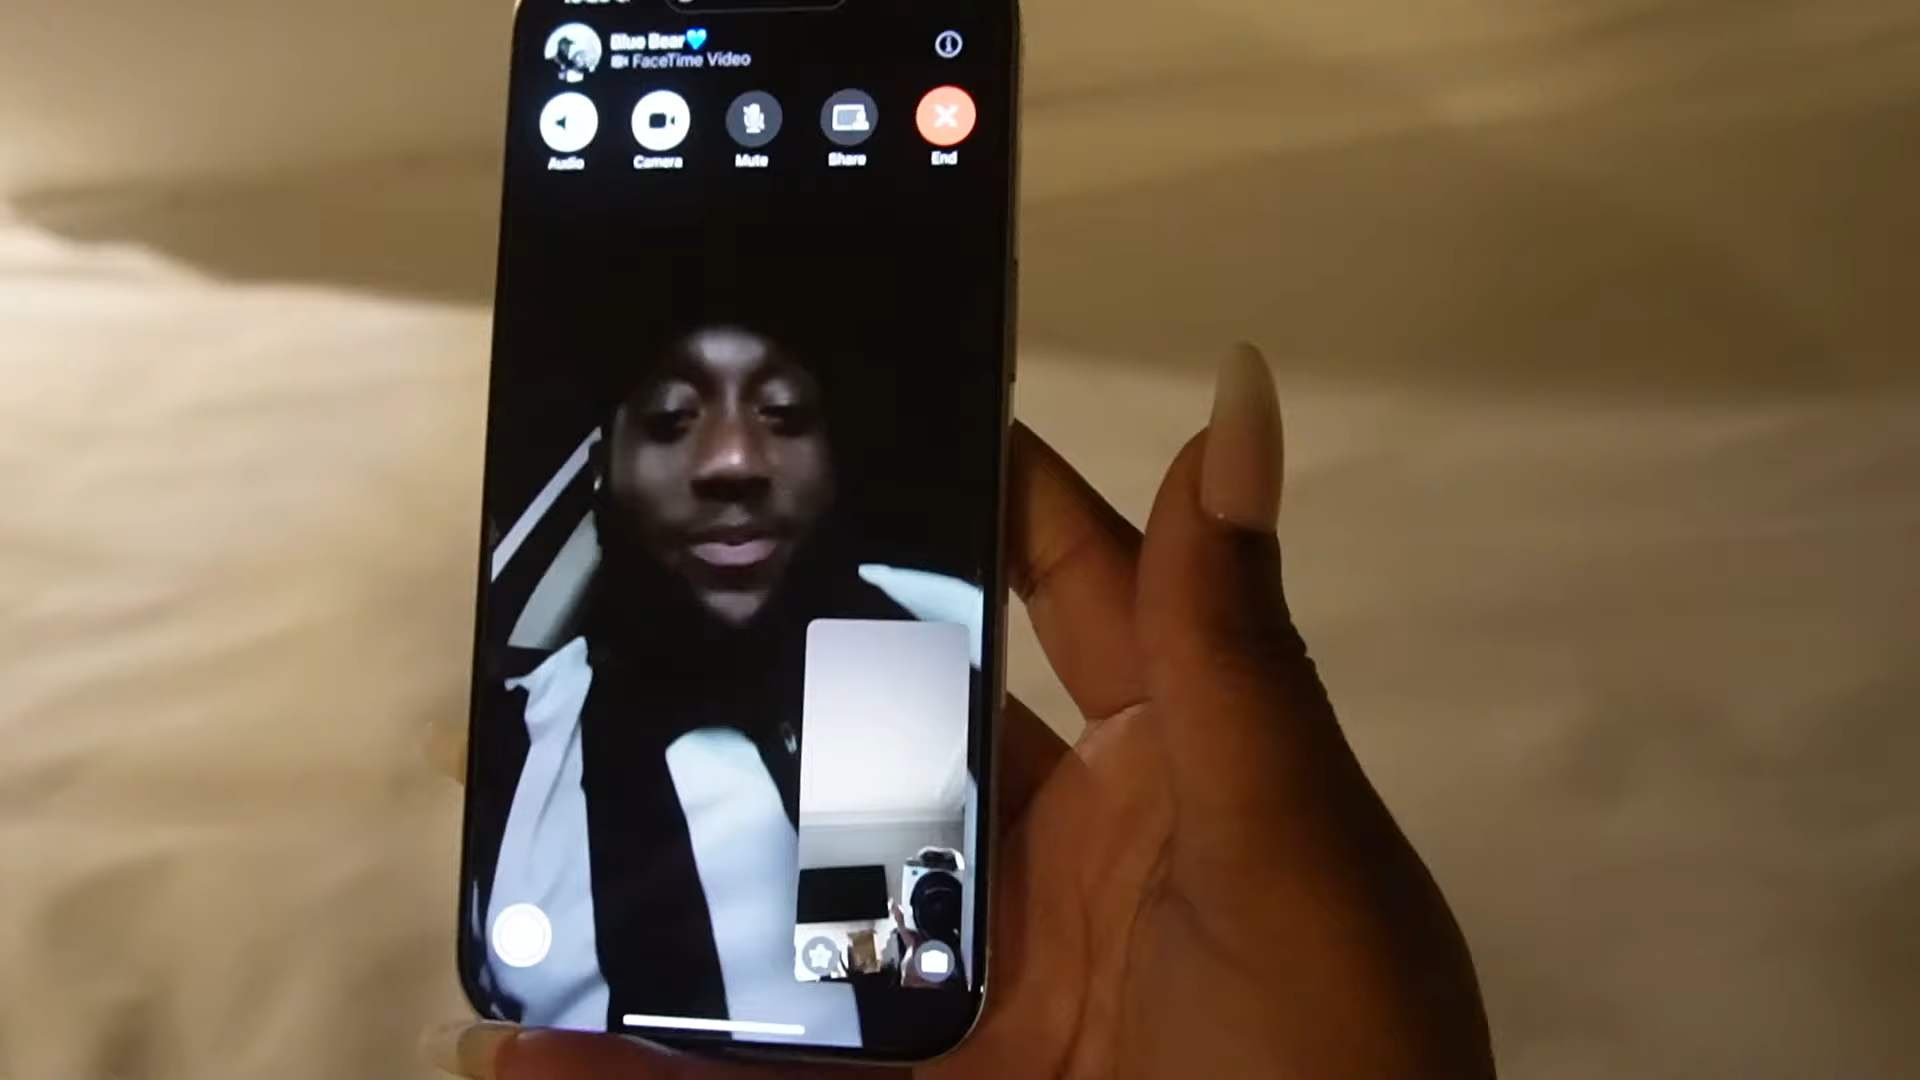 Blue Bear🩵
FaceTime Video
Audio
Camera
Mute
Share
End